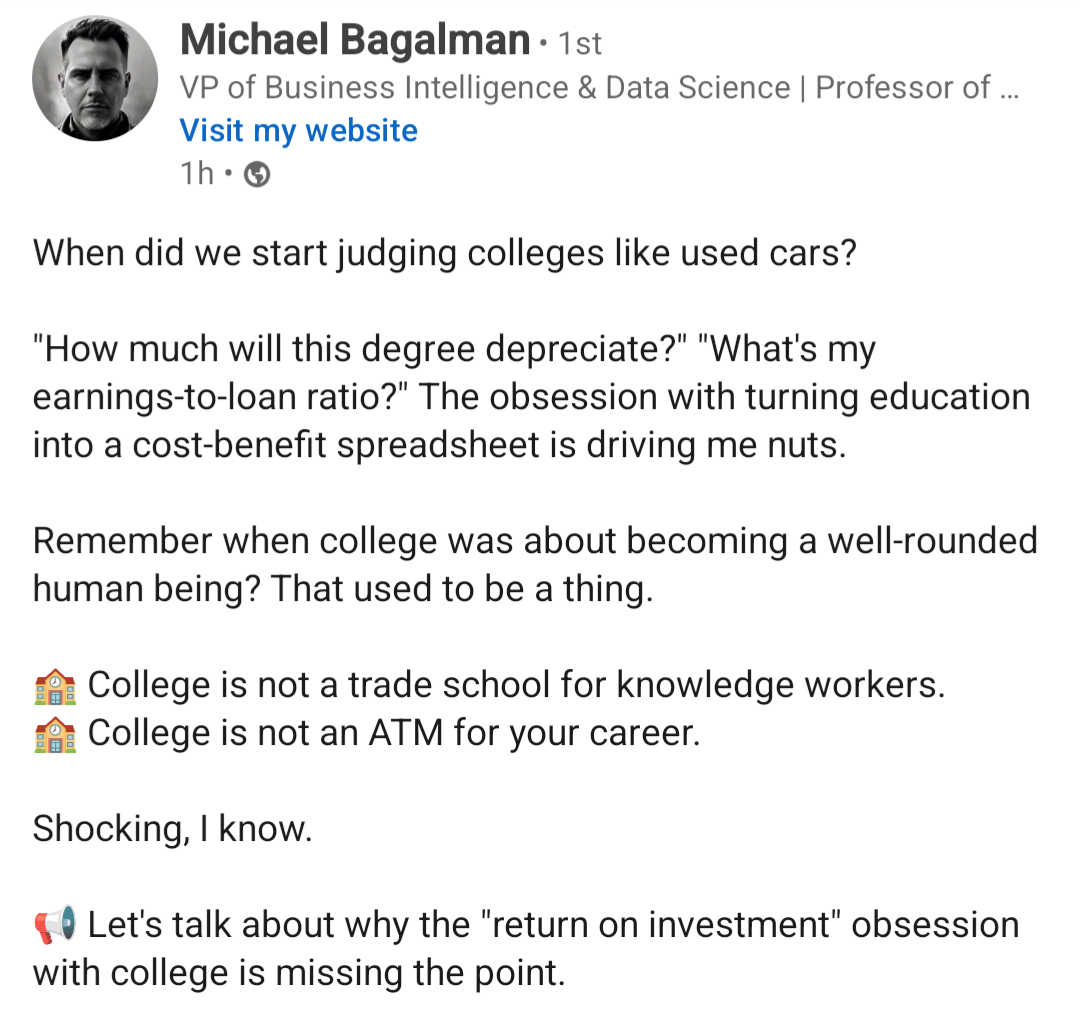 Michael Bagalman • 1st
VP of Business Intelligence & Data Science | Professor of ...
Visit my website
1h •
When did we start judging colleges like used cars?
"How much will this degree depreciate?" "What's my
earnings-to-loan ratio?" The obsession with turning education
into a cost-benefit spreadsheet is driving me nuts.
Remember when college was about becoming a well-rounded
human being? That used to be a thing.
🏫 College is not a trade school for knowledge workers.
🏫 College is not an ATM for your career.
Shocking, I know.
📢 Let's talk about why the "return on investment" obsession
with college is missing the point.